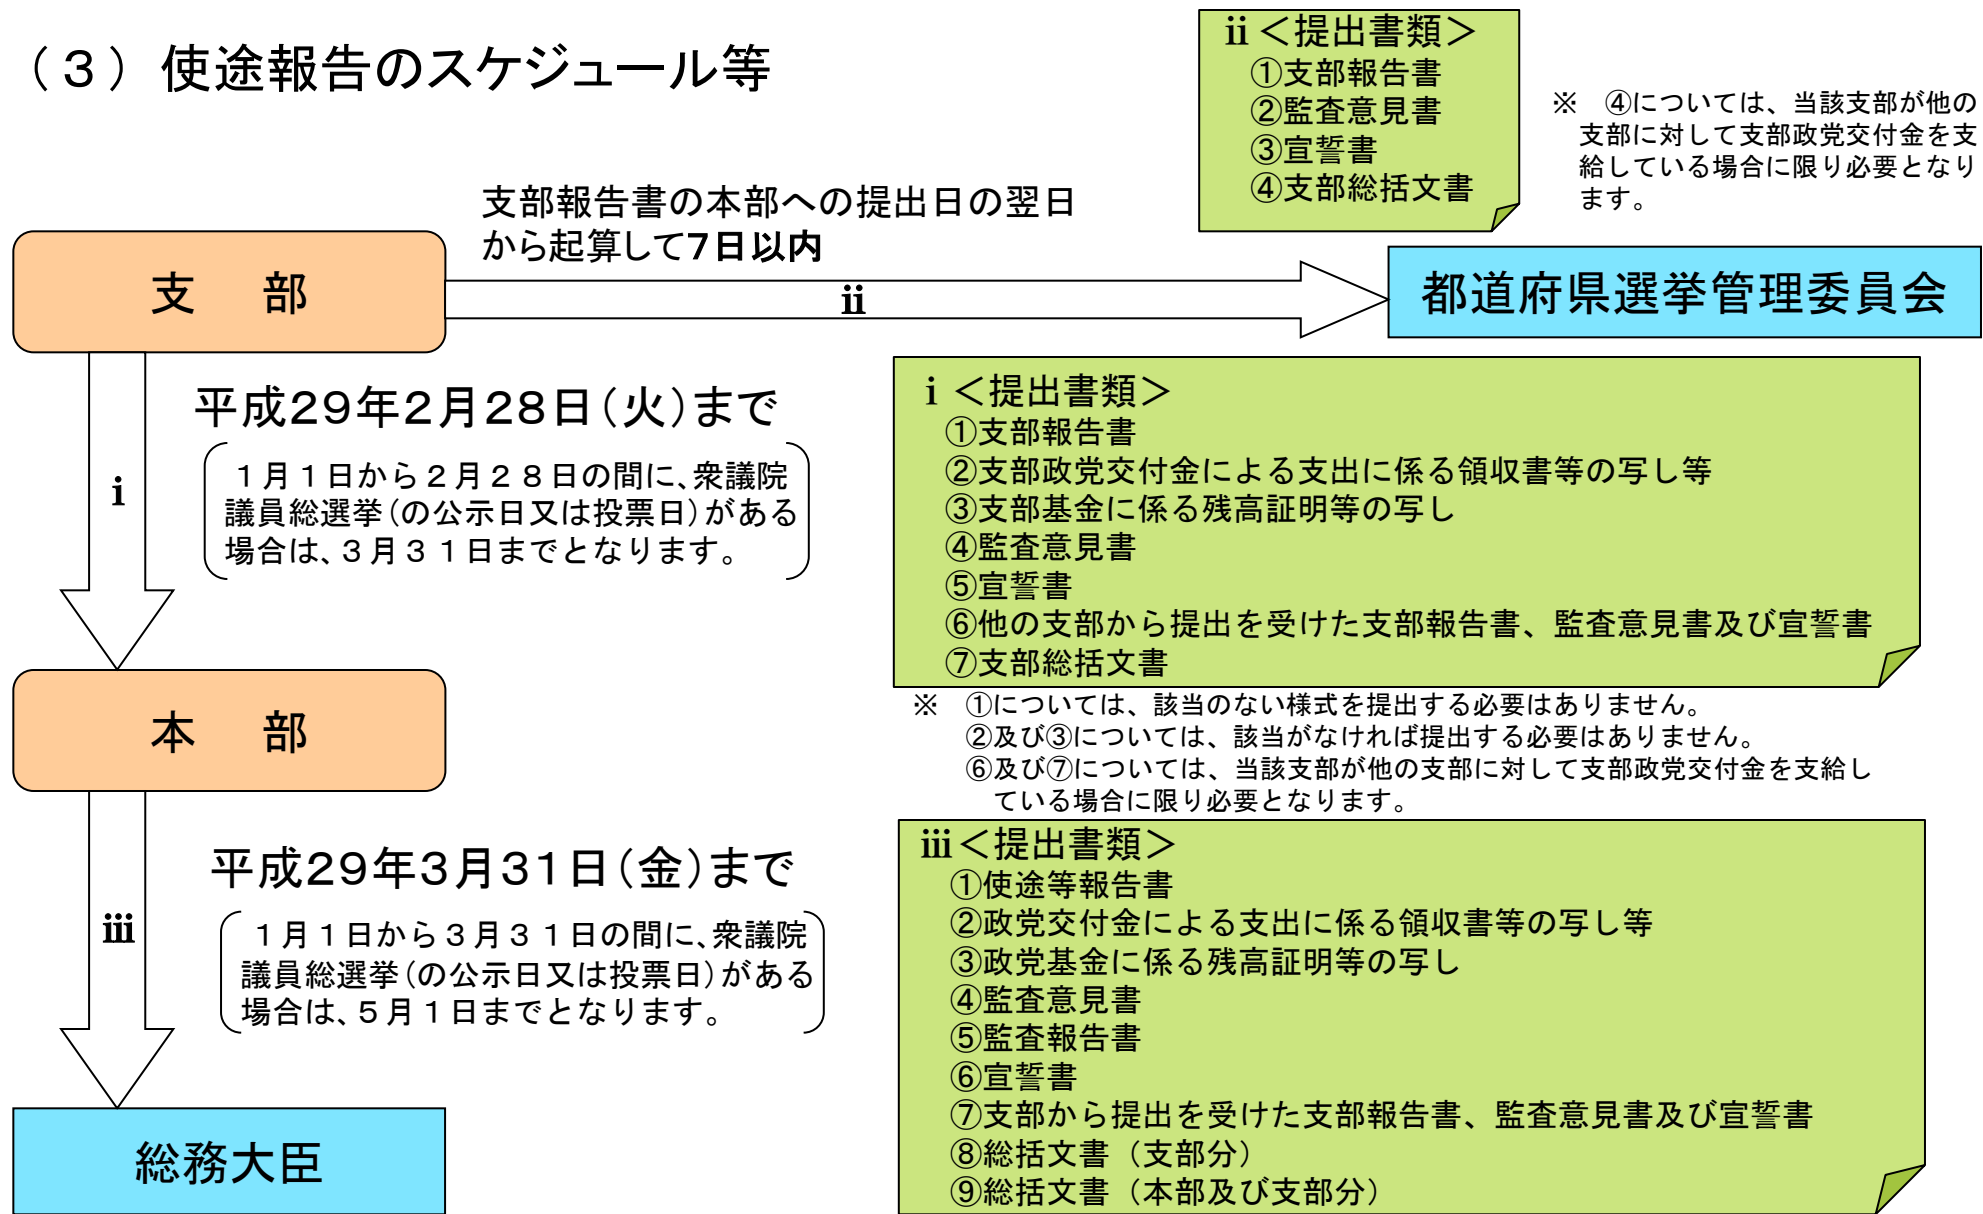 （３）使途報告のスケジュール等
ⅱ＜提出書類＞
①支部報告書
②監査意見書
③宣誓書
④支部総括文書
※　④については、当該支部が他の
支部に対して支部政党交付金を支
給している場合に限り必要となり
ます。
支部報告書の本部への提出日の翌日
から起算して7日以内
支　部
ⅱ
都道府県選挙管理委員会
ⅰ
平成29年2月28日（火）まで
１月１日から２月２８日の間に、衆議院
議員総選挙（の公示日又は投票日）がある
場合は、３月３１日までとなります。
ⅰ＜提出書類＞
①支部報告書
②支部政党交付金による支出に係る領収書等の写し等
③支部基金に係る残高証明等の写し
④監査意見書
⑤宣誓書
⑥他の支部から提出を受けた支部報告書、監査意見書及び宣誓書
⑦支部総括文書
※　①については、該当のない様式を提出する必要はありません。
②及び③については、該当がなければ提出する必要はありません。
⑥及び⑦については、当該支部が他の支部に対して支部政党交付金を支給し
ている場合に限り必要となります。
本　部
ⅲ
平成29年3月31日（金）まで
１月１日から３月３１日の間に、衆議院
議員総選挙（の公示日又は投票日）がある
場合は、５月１日までとなります。
ⅲ＜提出書類＞
①使途等報告書
②政党交付金による支出に係る領収書等の写し等
③政党基金に係る残高証明等の写し
④監査意見書
⑤監査報告書
⑥宣誓書
⑦支部から提出を受けた支部報告書、監査意見書及び宣誓書
⑧総括文書（支部分）
⑨総括文書（本部及び支部分）
総務大臣